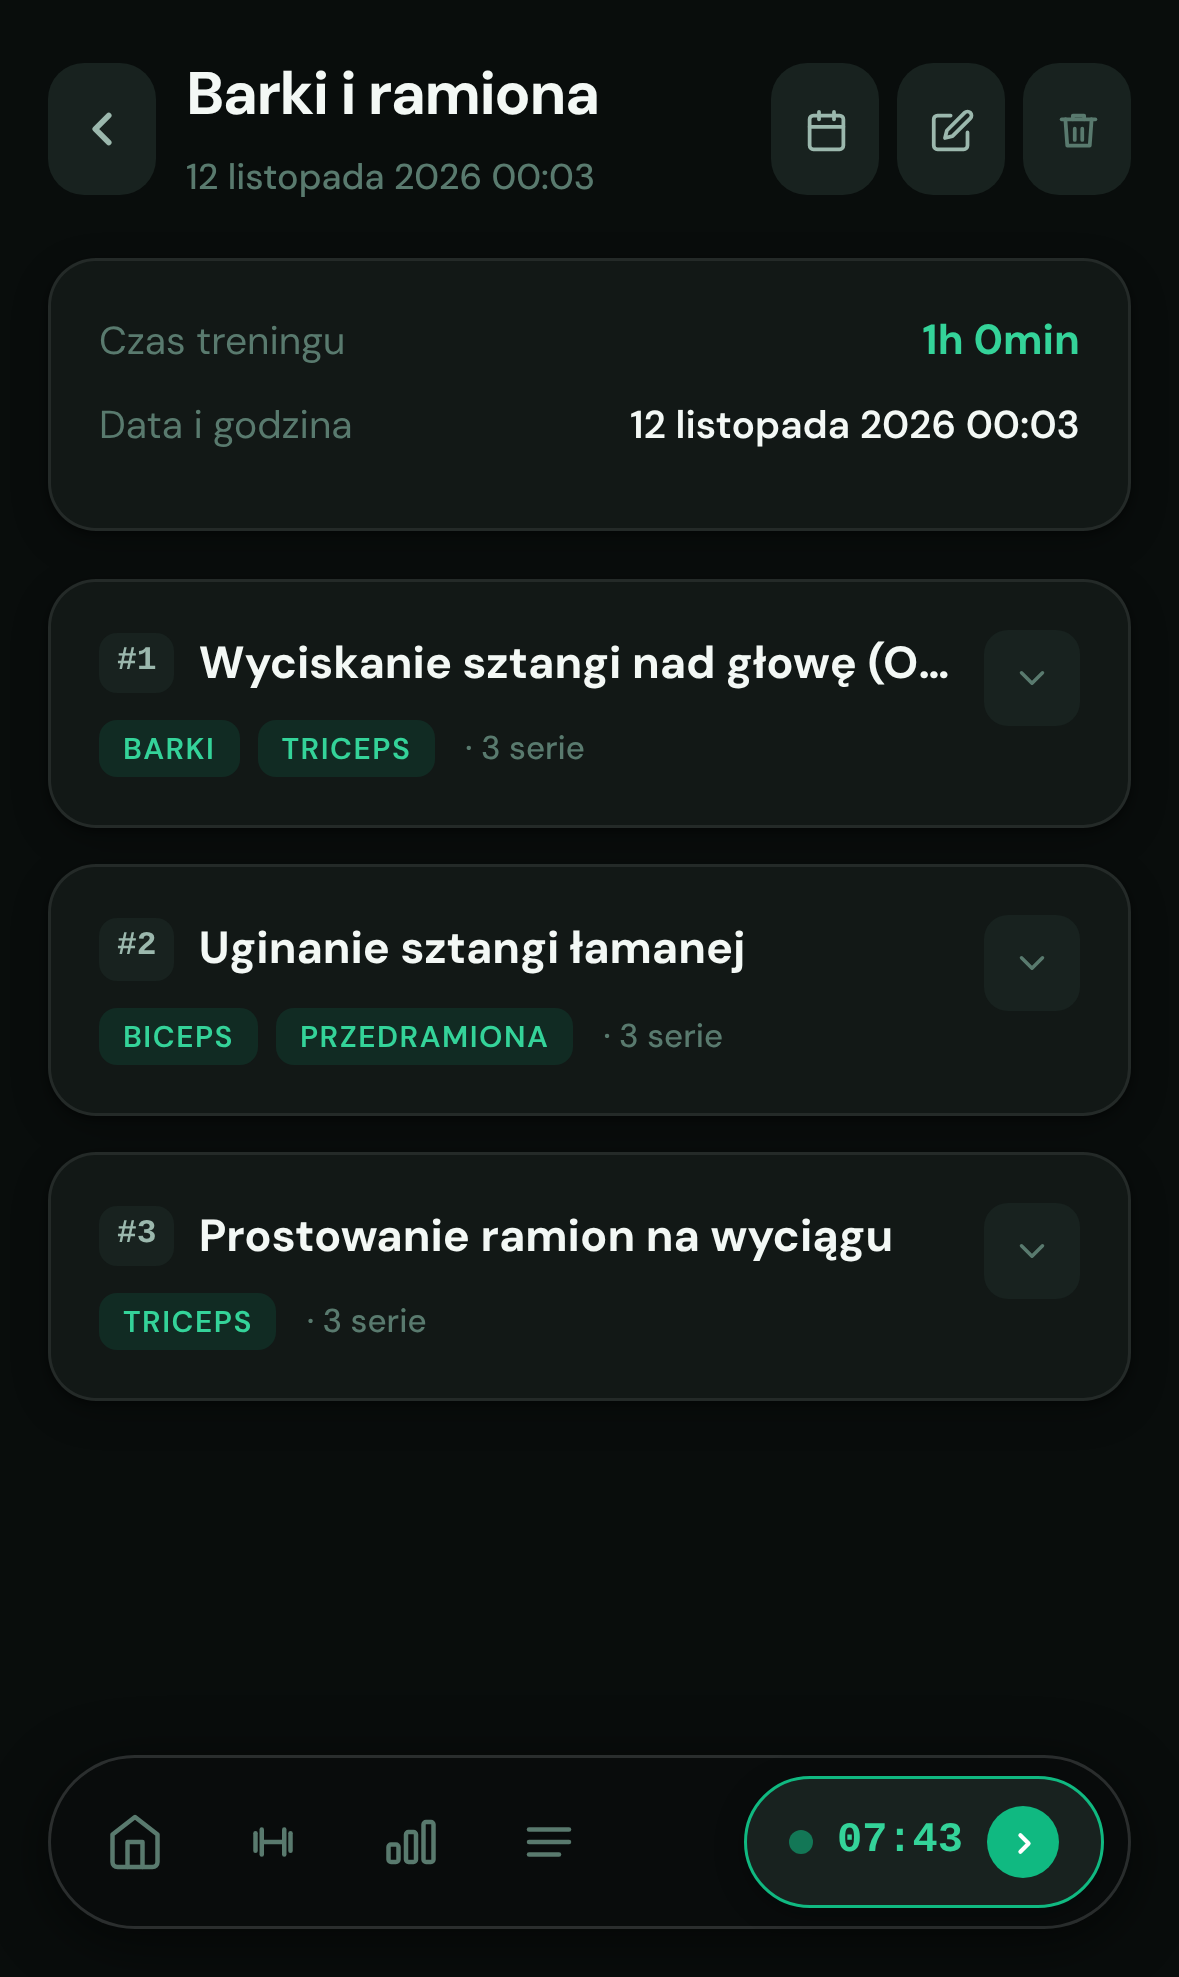 Barki i ramiona
12 listopada 2026 00:03
Czas treningu 1h 0min
Data i godzina 12 listopada 2026 00:03
#1 Wyciskanie sztangi nad głowę (O...
BARKI TRICEPS · 3 serie
#2 Uginanie sztangi łamanej
BICEPS PRZEDRAMIONA · 3 serie
#3 Prostowanie ramion na wyciągu
TRICEPS · 3 serie
07:43